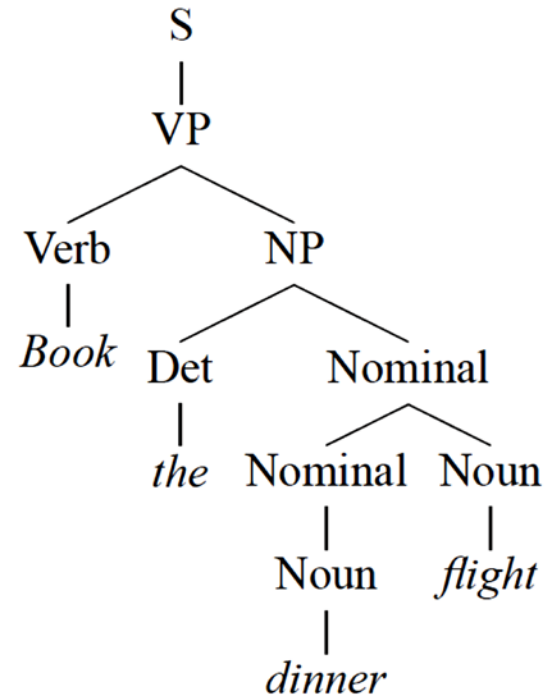 S
VP
Verb NP
Book Det Nominal
the Nominal Noun
Noun flight
dinner